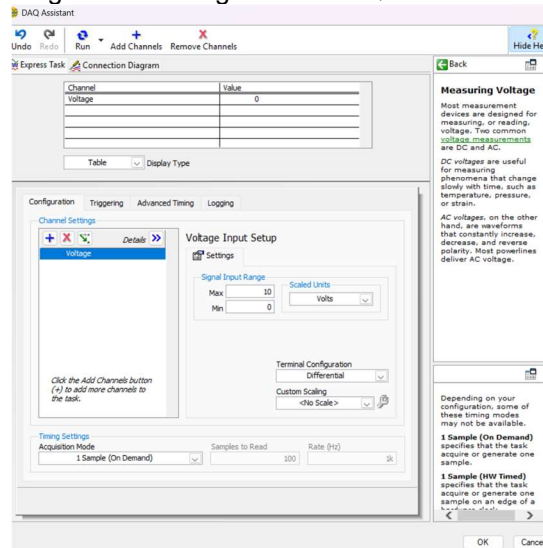 DAQ Assistant
Undo Redo Run Add Channels Remove Channels Hide He
Express Task Connection Diagram
Channel Value
Voltage 0
Table Display Type
Configuration Triggering Advanced Timing Logging
Channel Settings
Details
Voltage
Click the Add Channels button
(+) to add more channels to
the task.
Voltage Input Setup
Settings
Signal Input Range
Max 10
Min 0
Scaled Units
Volts
Terminal Configuration
Differential
Custom Scaling
<No Scale>
Timing Settings
Acquisition Mode Samples to Read Rate (Hz)
1 Sample (On Demand) 100 1k
Back
Measuring Voltage
Most measurement
devices are designed for
measuring, or reading,
voltage. Two common
voltage measurements
are DC and AC.
DC voltages are useful
for measuring
phenomena that change
slowly with time, such as
temperature, pressure,
or strain.
AC voltages, on the other
hand, are waveforms
that constantly increase,
decrease, and reverse
polarity. Most powerlines
deliver AC voltage.
Depending on your
configuration, some of
these timing modes
may not be available.
1 Sample (On Demand)
specifies that the task
acquire or generate one
sample.
1 Sample (HW Timed)
specifies that the task
acquire or generate one
sample on an edge of a
OK Cance